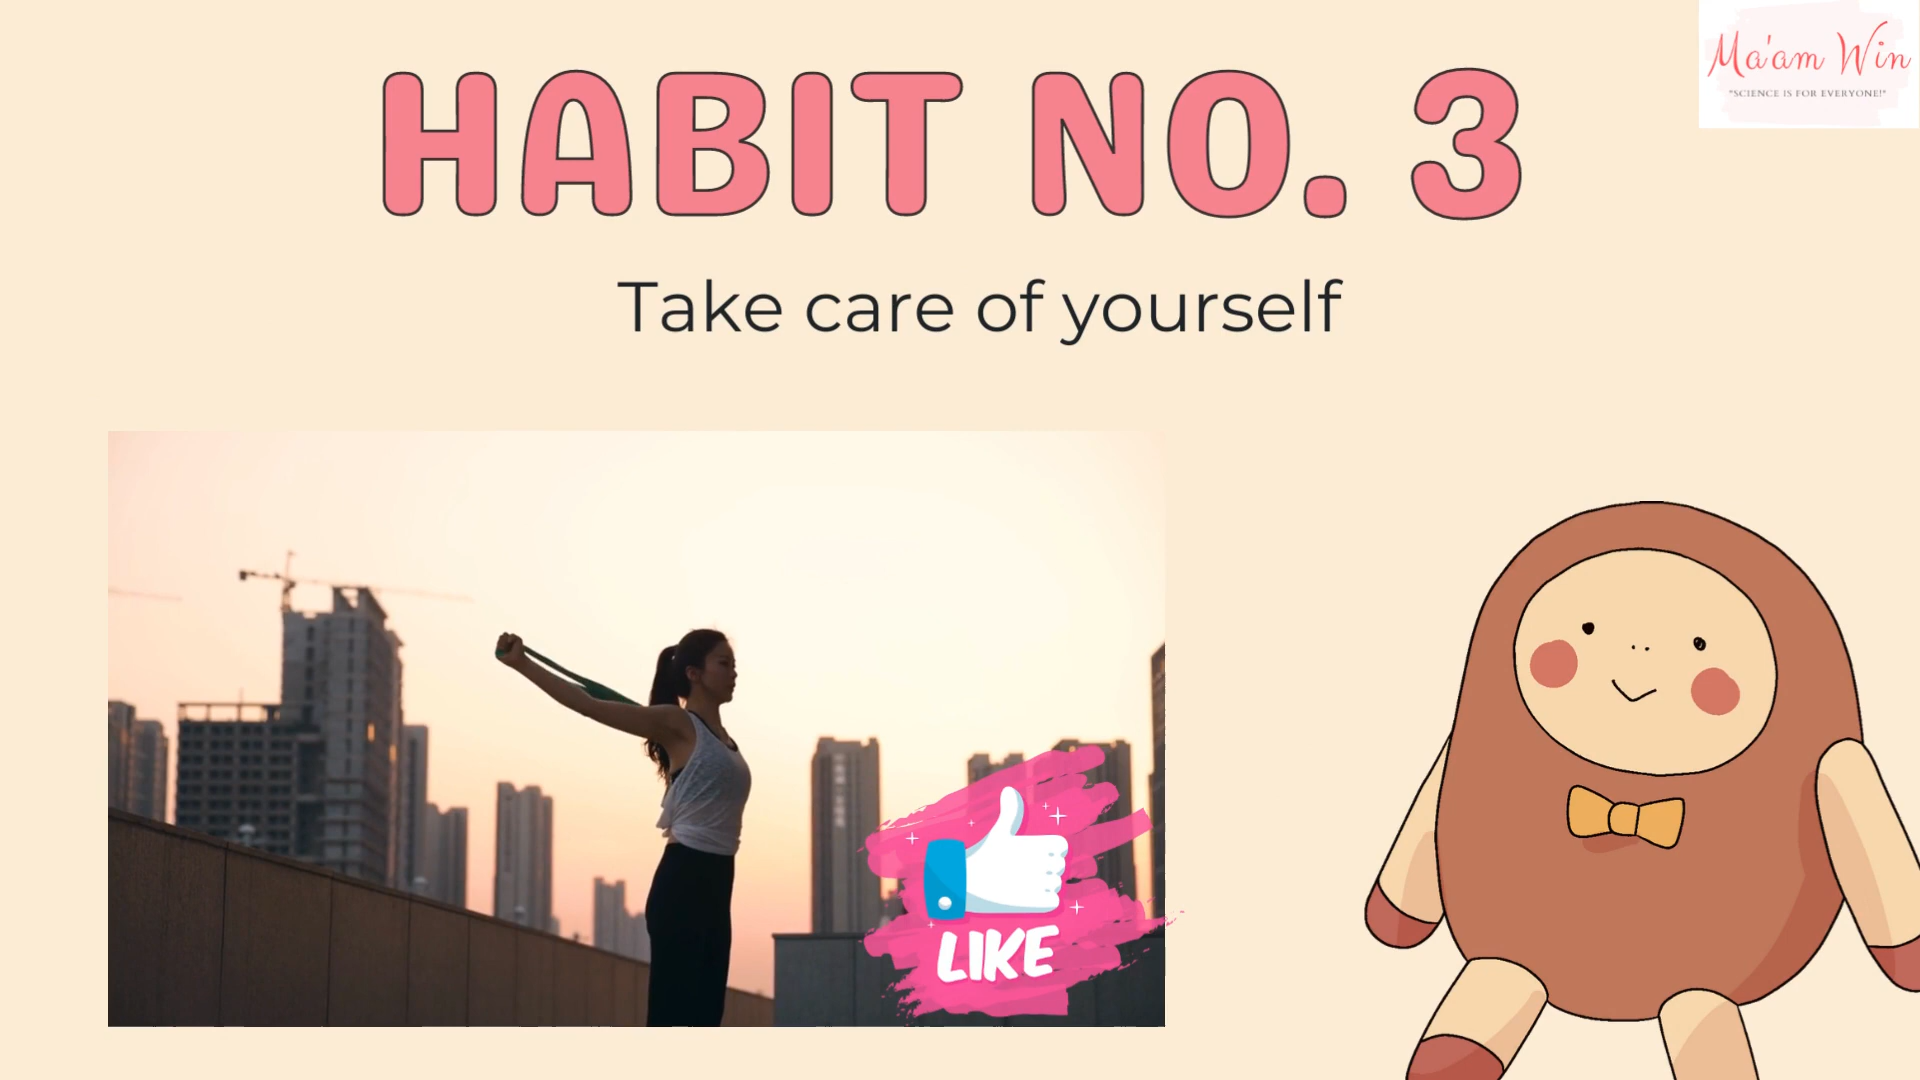 Ma'am Win
"SCIENCE IS FOR EVERYONE!"
HABIT NO. 3
Take care of yourself
LIKE